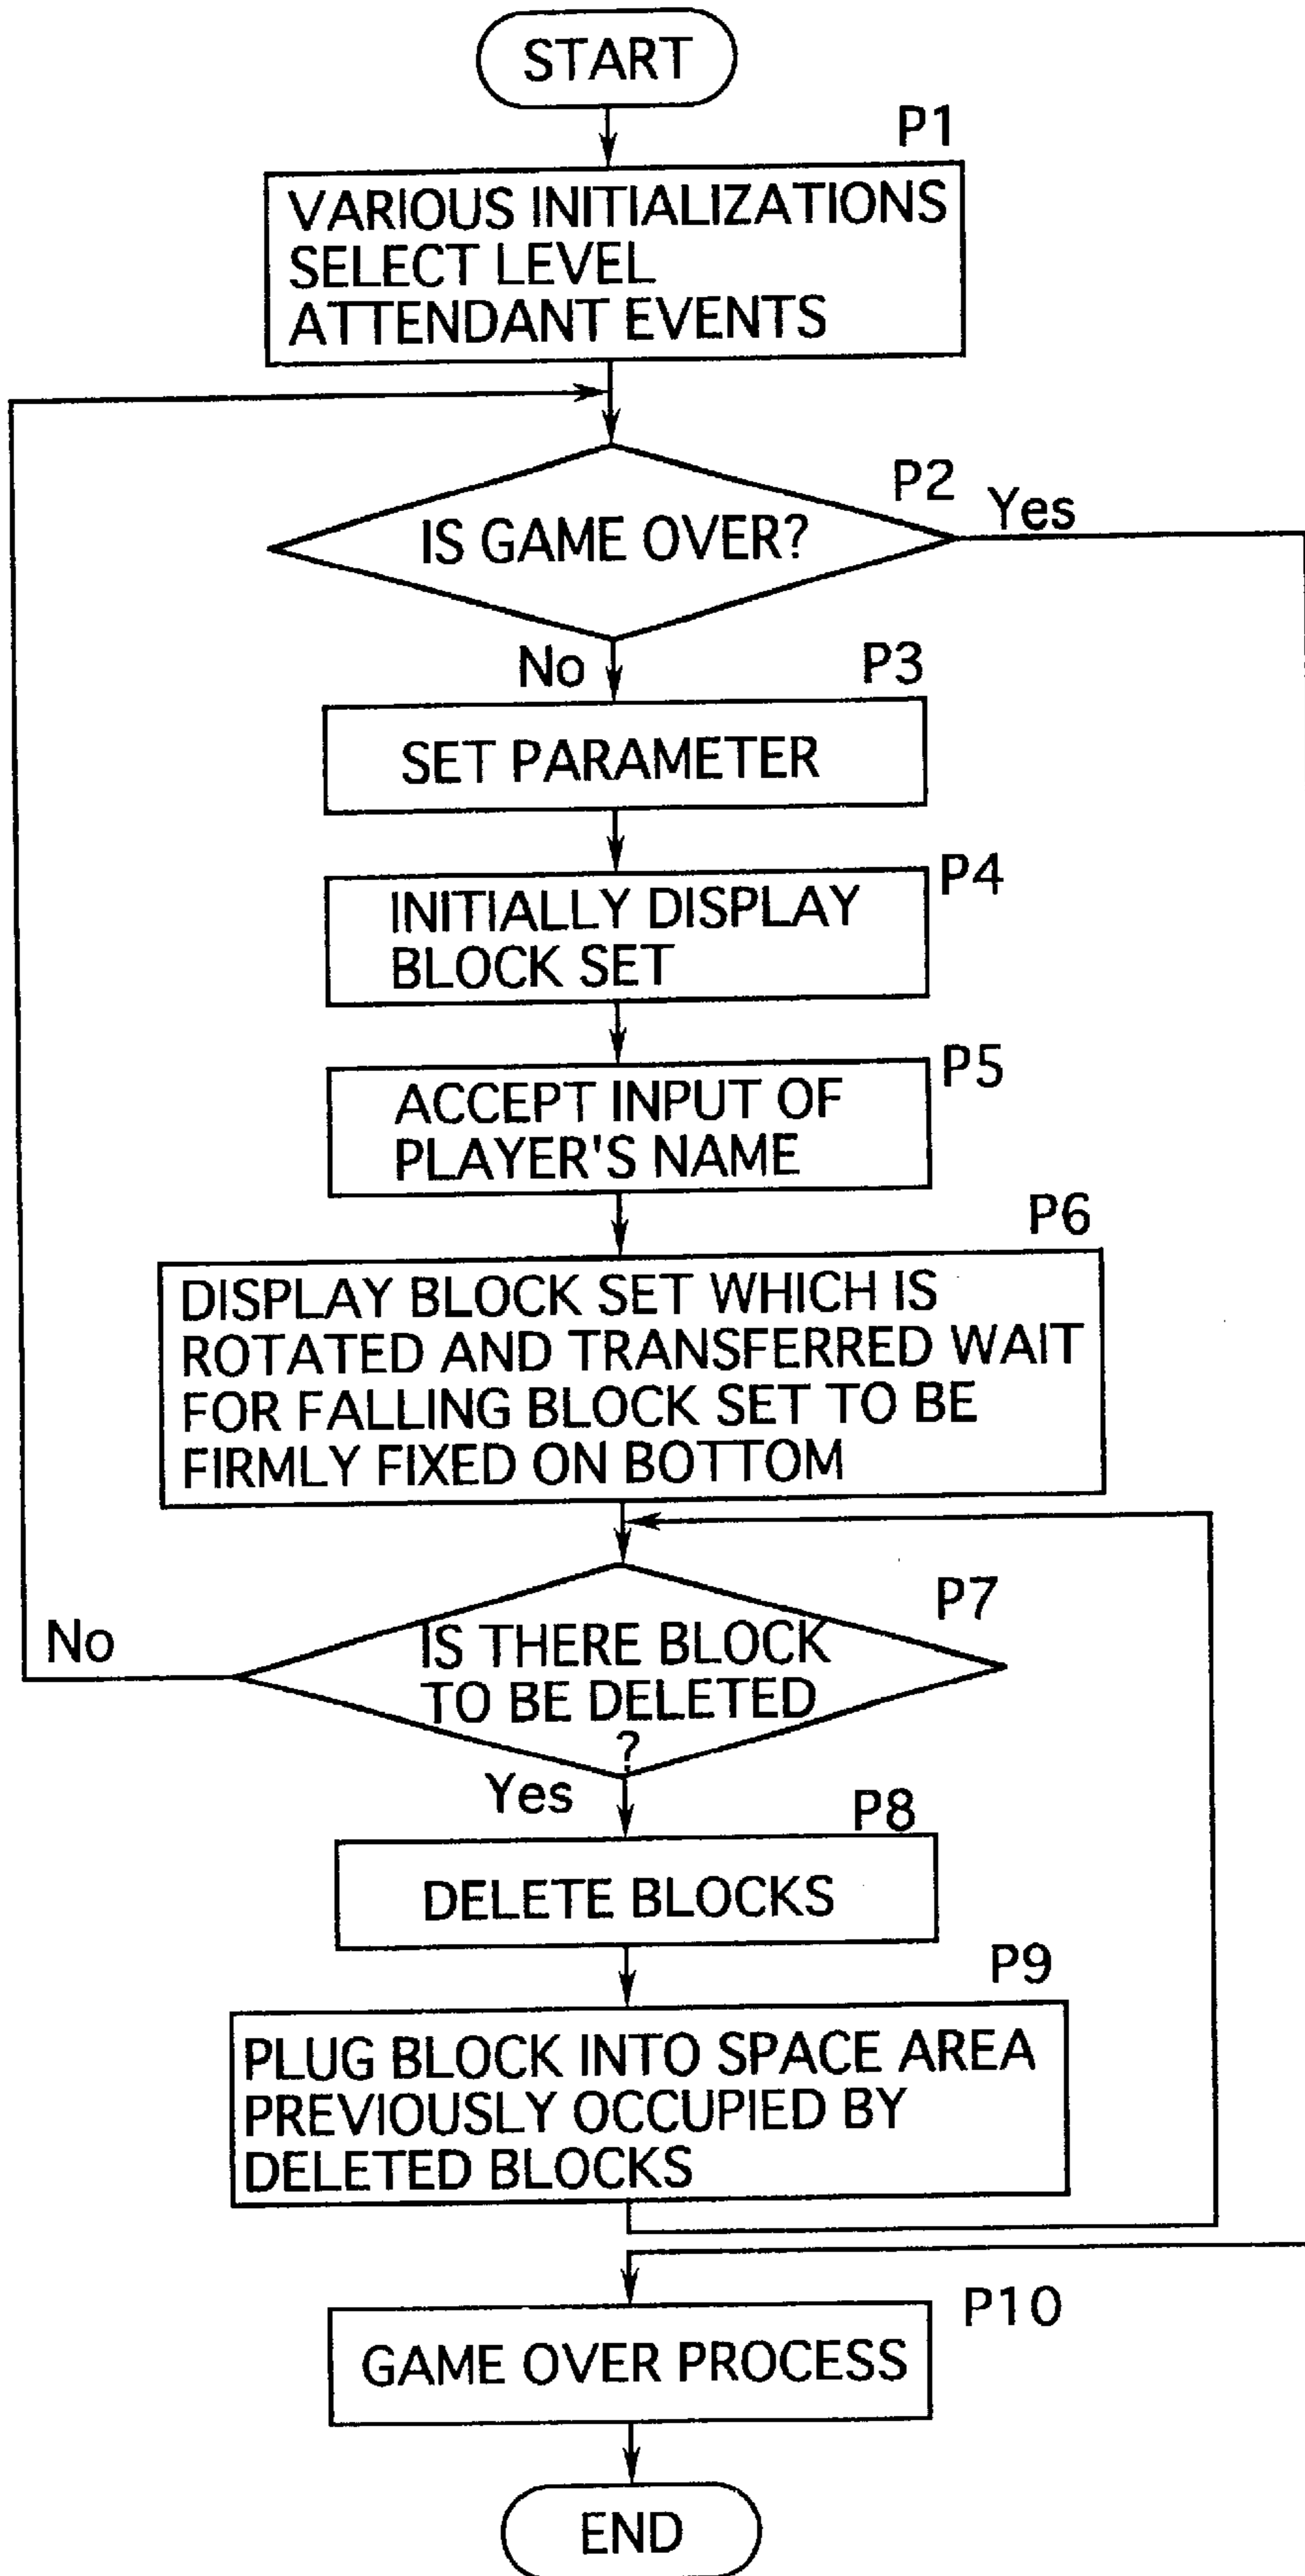 START
P1
VARIOUS INITIALIZATIONS
SELECT LEVEL
ATTENDANT EVENTS
P2
Yes
IS GAME OVER?
No
P3
SET PARAMETER
P4
INITIALLY DISPLAY
BLOCK SET
P5
ACCEPT INPUT OF
PLAYER'S NAME
P6
DISPLAY BLOCK SET WHICH IS
ROTATED AND TRANSFERRED WAIT
FOR FALLING BLOCK SET TO BE
FIRMLY FIXED ON BOTTOM
P7
No
IS THERE BLOCK
TO BE DELETED
?
Yes
P8
DELETE BLOCKS
P9
PLUG BLOCK INTO SPACE AREA
PREVIOUSLY OCCUPIED BY
DELETED BLOCKS
P10
GAME OVER PROCESS
END